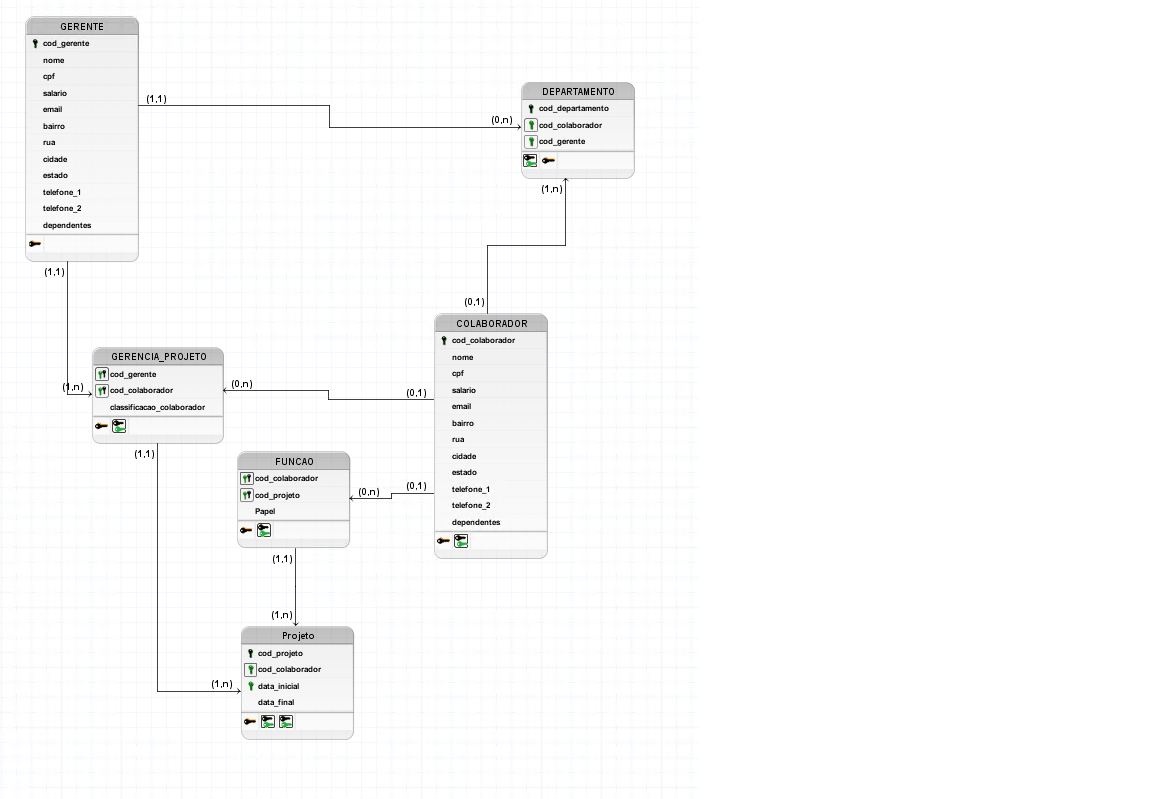 GERENTE
cod_gerente
nome
cpf
salario
email
bairro
rua
cidade
estado
telefone_1
telefone_2
dependentes
(1,1)
(0,n)
DEPARTAMENTO
cod_departamento
cod_colaborador
cod_gerente
(1,n)
(0,1)
(1,1)
(1,n)
GERENCIA_PROJETO
cod_gerente
cod_colaborador
classificacao_colaborador
(0,n)
(0,1)
COLABORADOR
cod_colaborador
nome
cpf
salario
email
bairro
rua
cidade
estado
telefone_1
telefone_2
dependentes
(1,1)
FUNCAO
cod_colaborador
cod_projeto
Papel
(0,n)
(0,1)
(1,1)
(1,n)
(1,n)
Projeto
cod_projeto
cod_colaborador
data_inicial
data_final